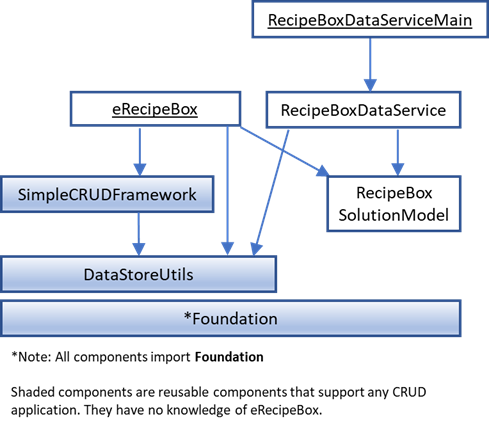 RecipeBoxDataServiceMain
eRecipeBox
RecipeBoxDataService
SimpleCRUDFramework
RecipeBox
SolutionModel
DataStoreUtils
*Foundation
*Note: All components import Foundation
Shaded components are reusable components that support any CRUD
application. They have no knowledge of eRecipeBox.